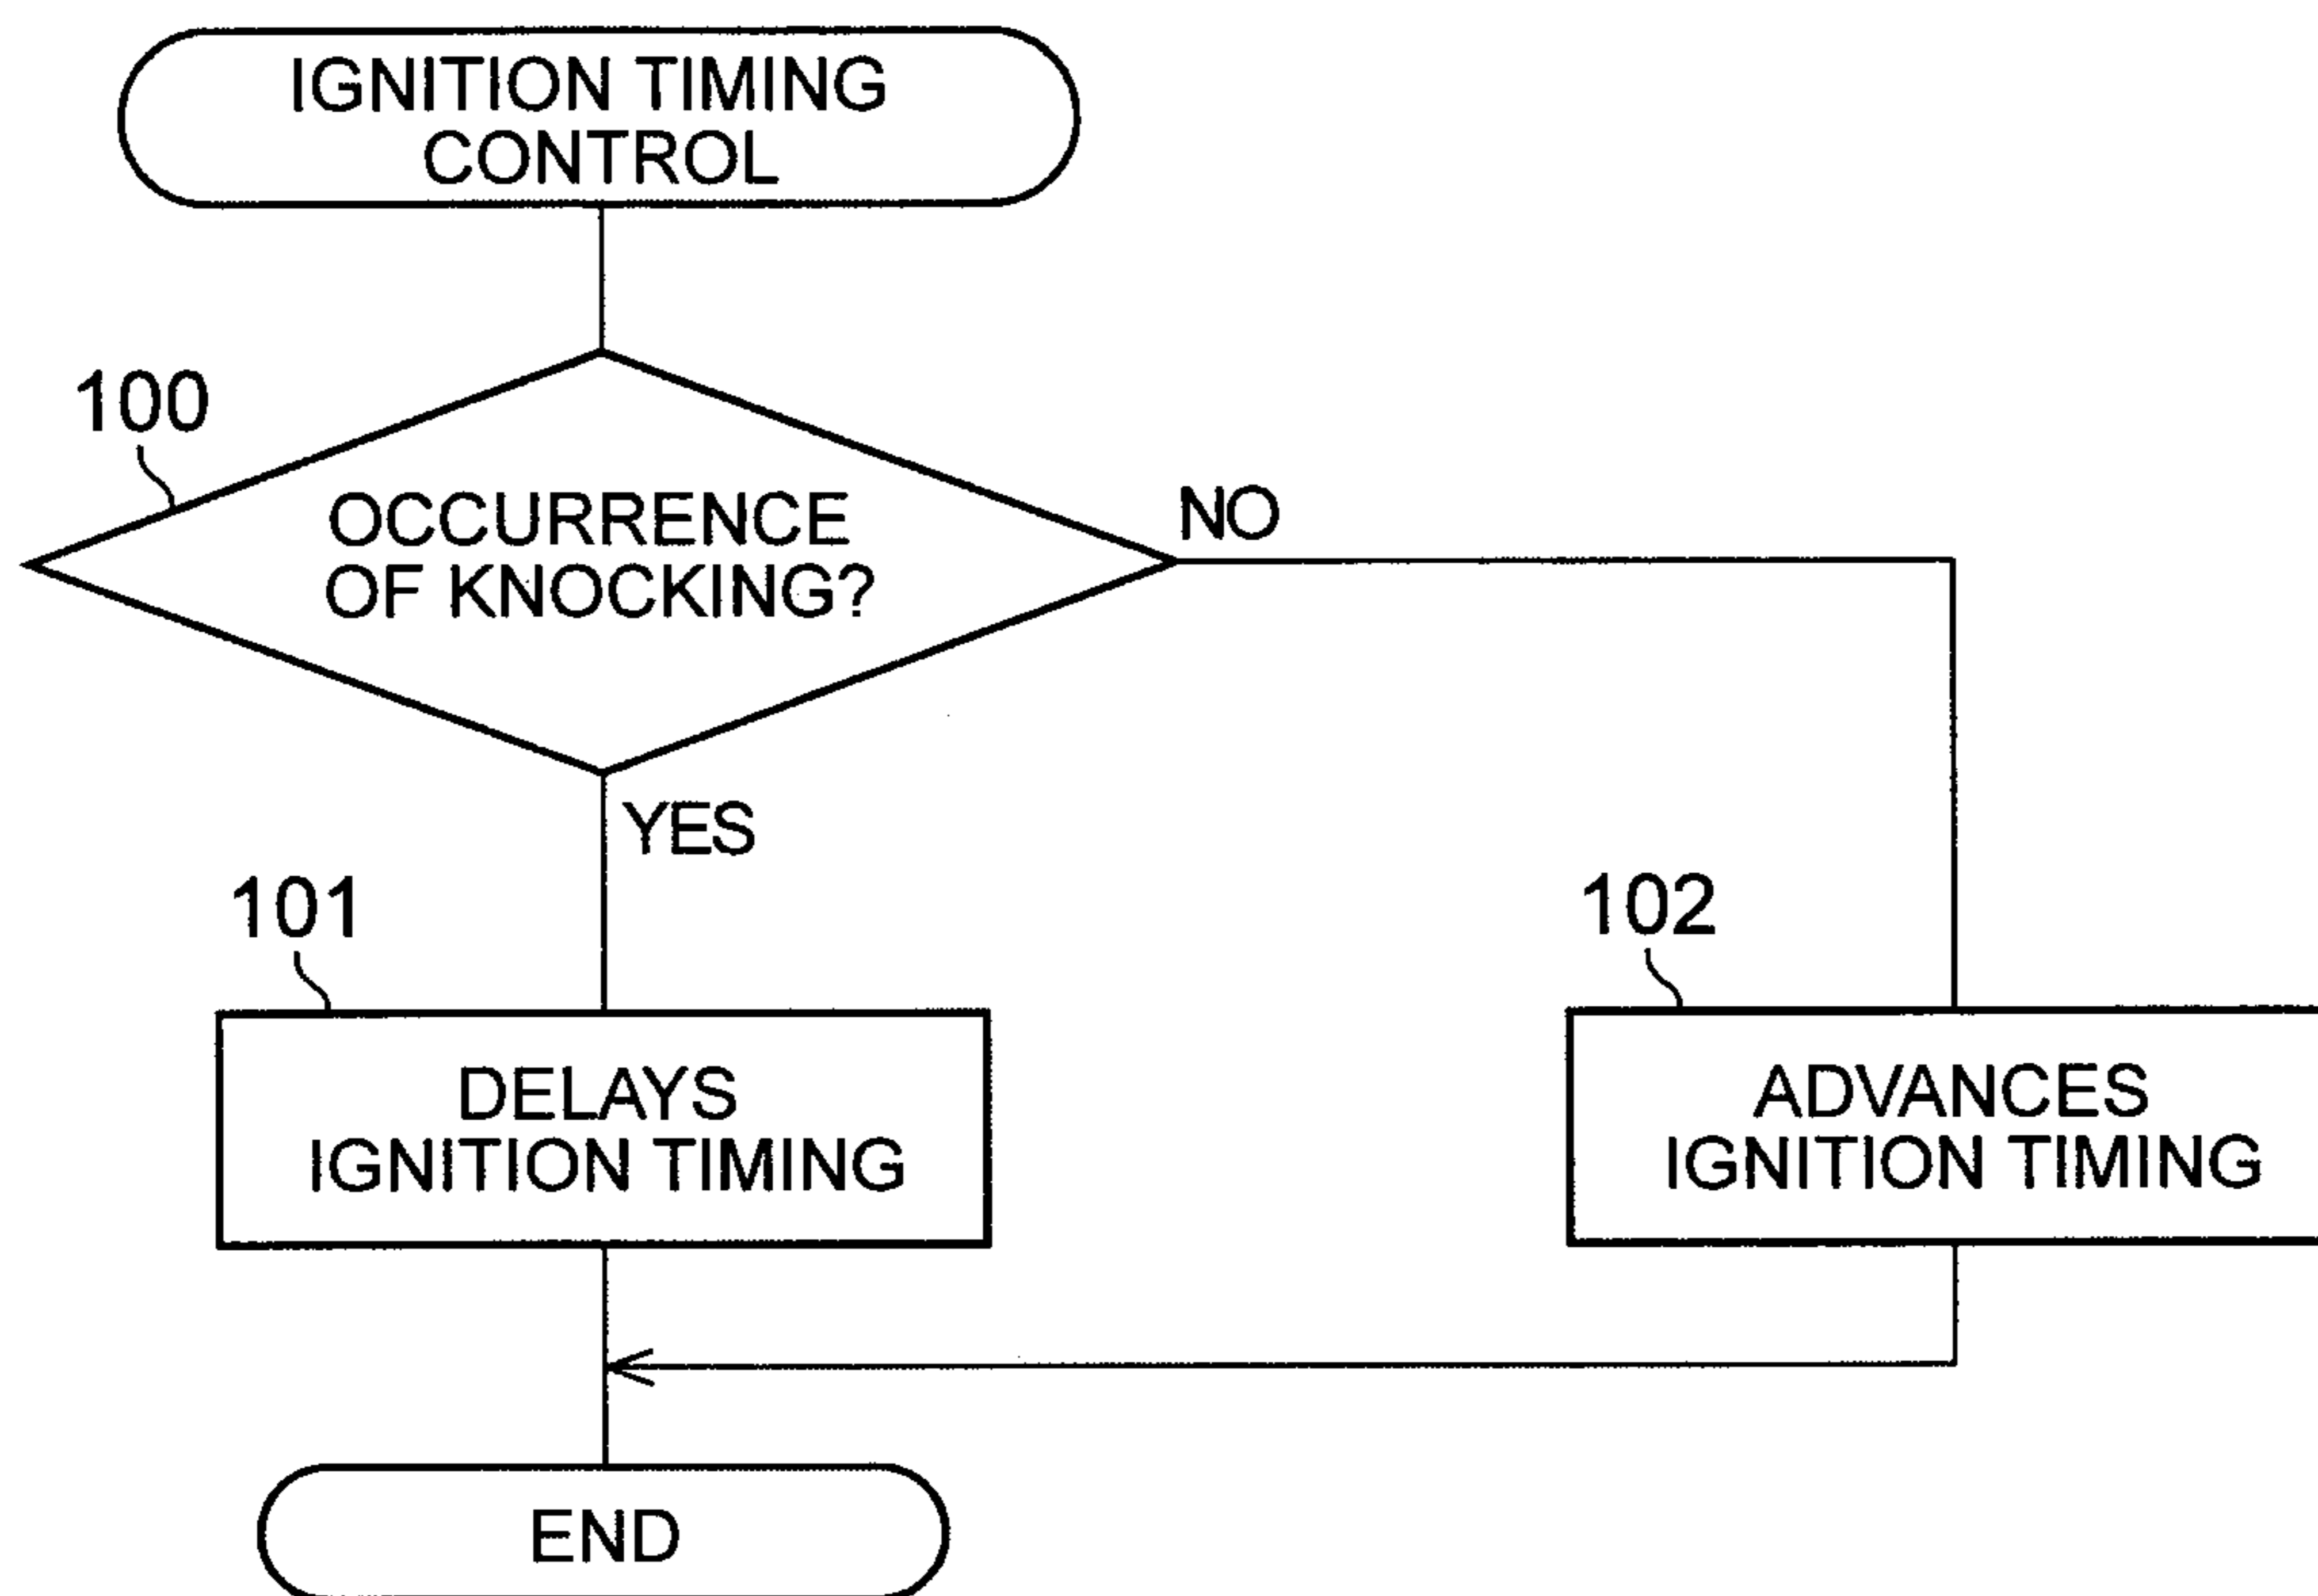 IGNITION TIMING
CONTROL
100
OCCURRENCE
OF KNOCKING?
NO
YES
101
DELAYS
IGNITION TIMING
102
ADVANCES
IGNITION TIMING
END